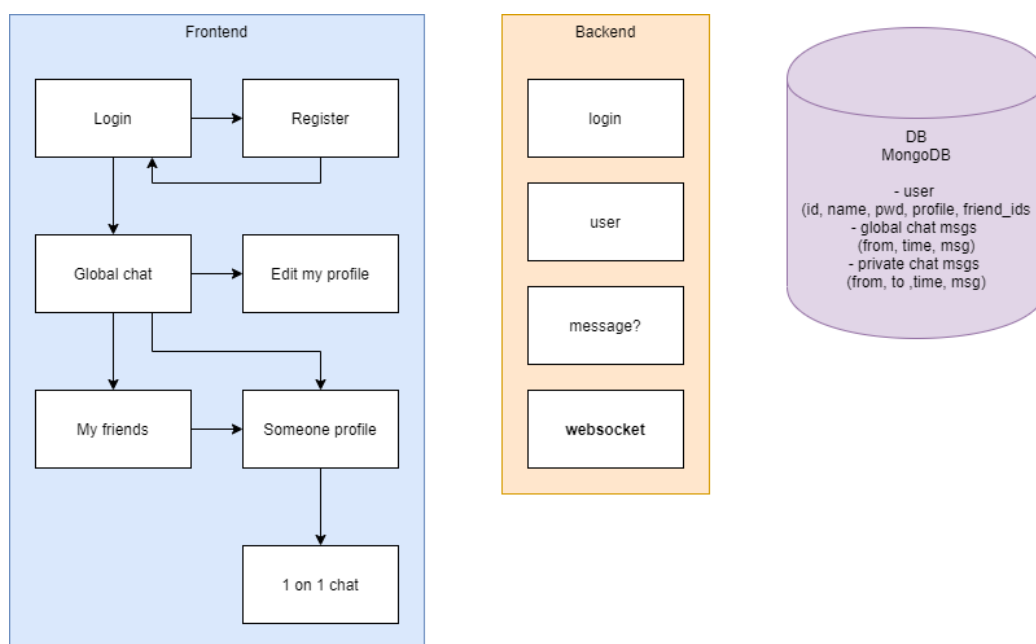 Frontend
Login
Register
Global chat
Edit my profile
My friends
Someone profile
1 on 1 chat
Backend
login
user
message?
websocket
DB
MongoDB
- user
(id, name, pwd, profile, friend_ids
- global chat msgs
(from, time, msg)
- private chat msgs
(from, to ,time, msg)